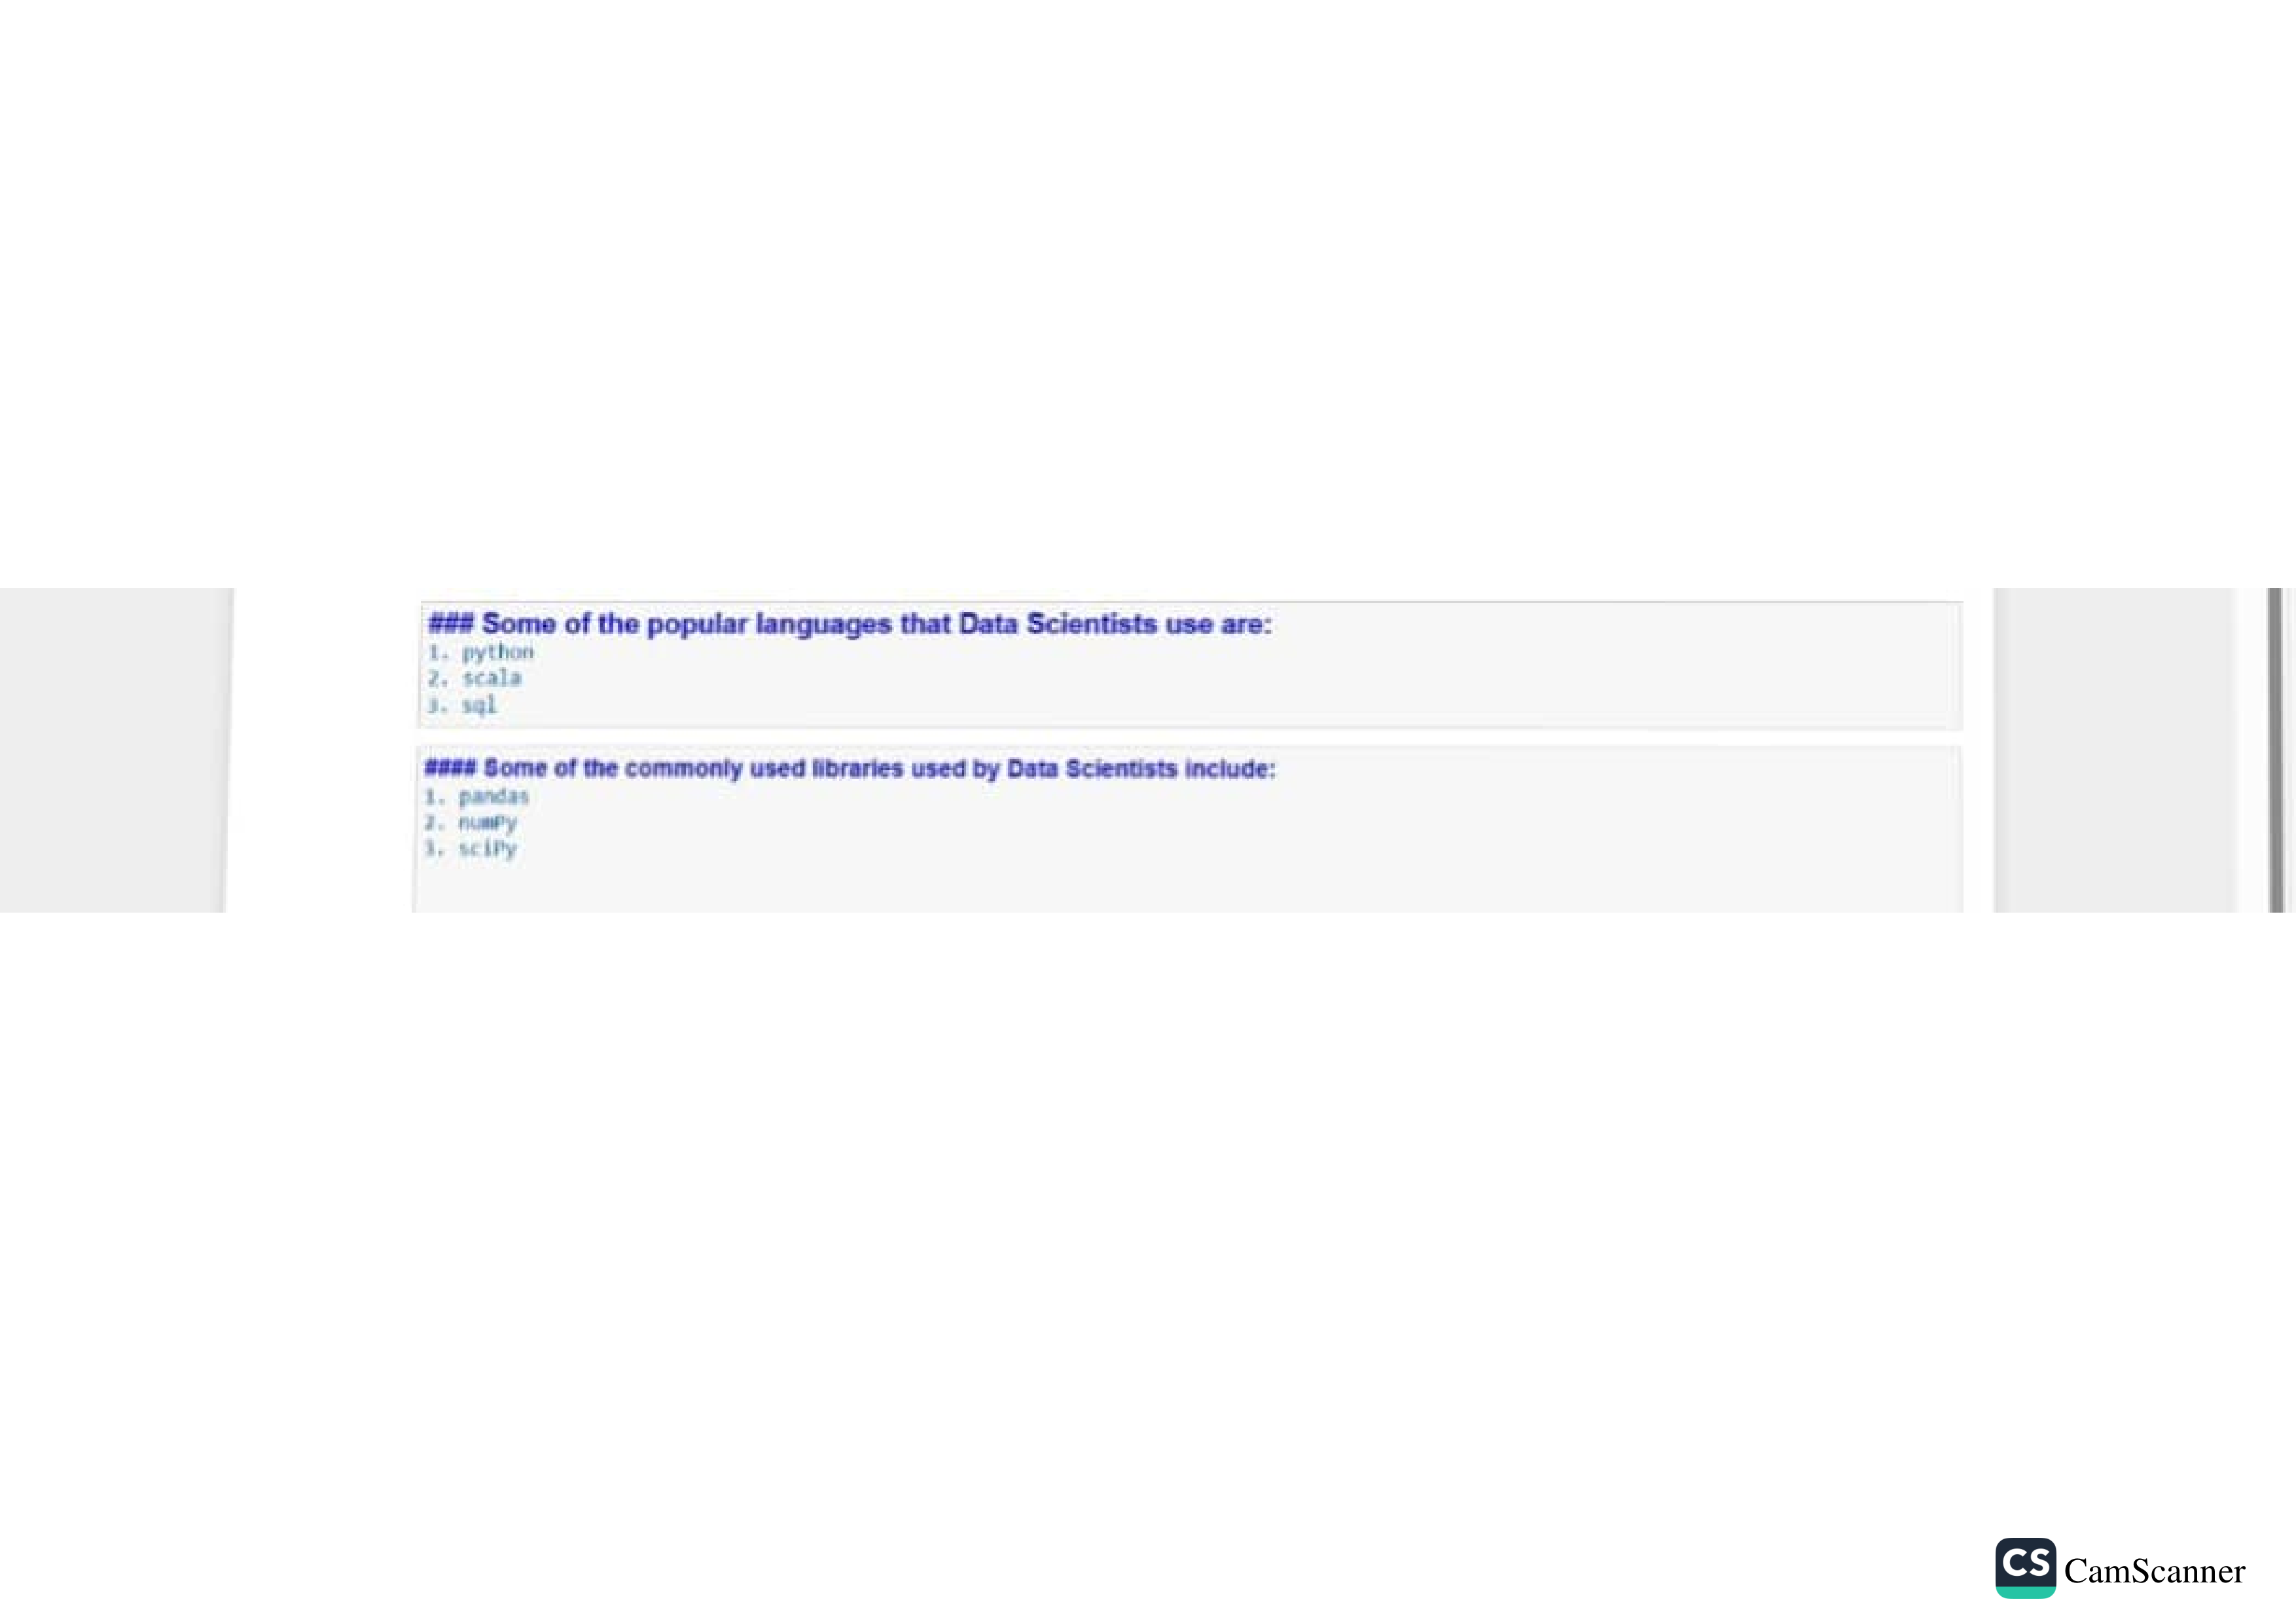 ### Some of the popular languages that Data Scientists use are:
1. python
2. scala
3. sql
#### Some of the commonly used libraries used by Data Scientists include:
1. pandas
2. numPy
3. sciPy
CS CamScanner